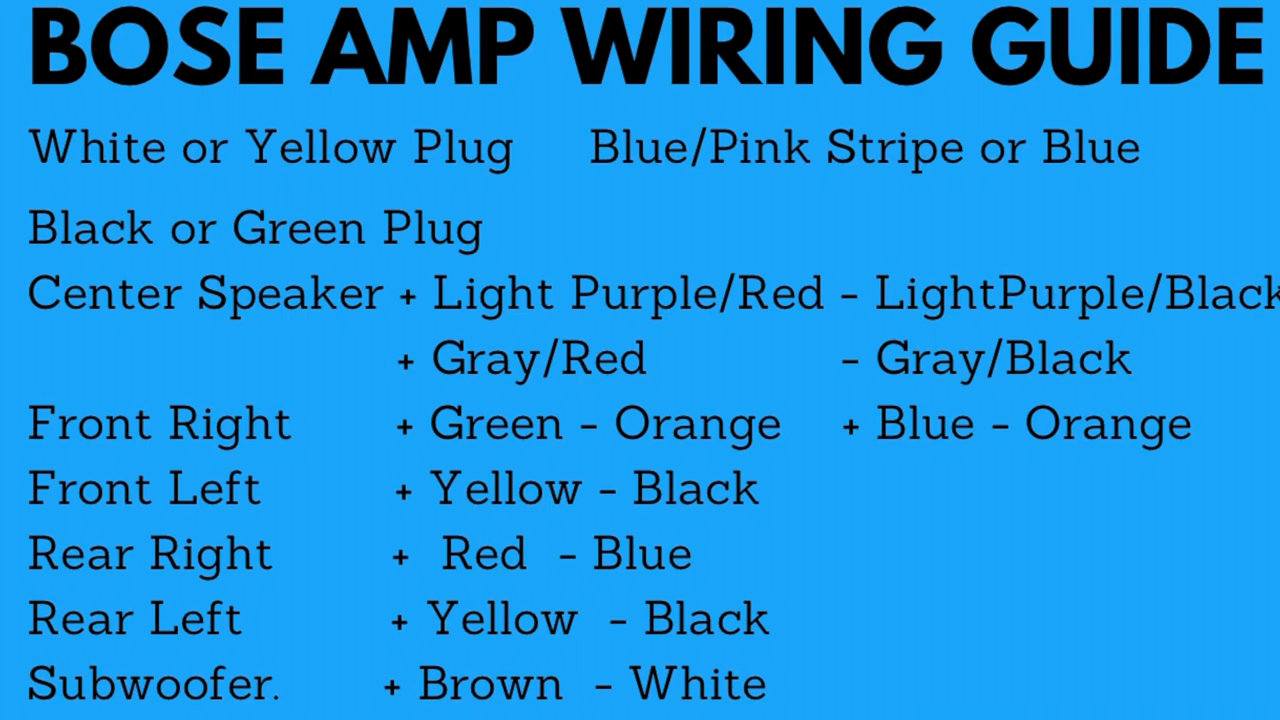 BOSE AMP WIRING GUIDE
White or Yellow Plug Blue/Pink Stripe or Blue
Black or Green Plug
Center Speaker + Light Purple/Red - LightPurple/Black
+ Gray/Red - Gray/Black
Front Right + Green - Orange + Blue - Orange
Front Left + Yellow - Black
Rear Right + Red - Blue
Rear Left + Yellow - Black
Subwoofer. + Brown - White